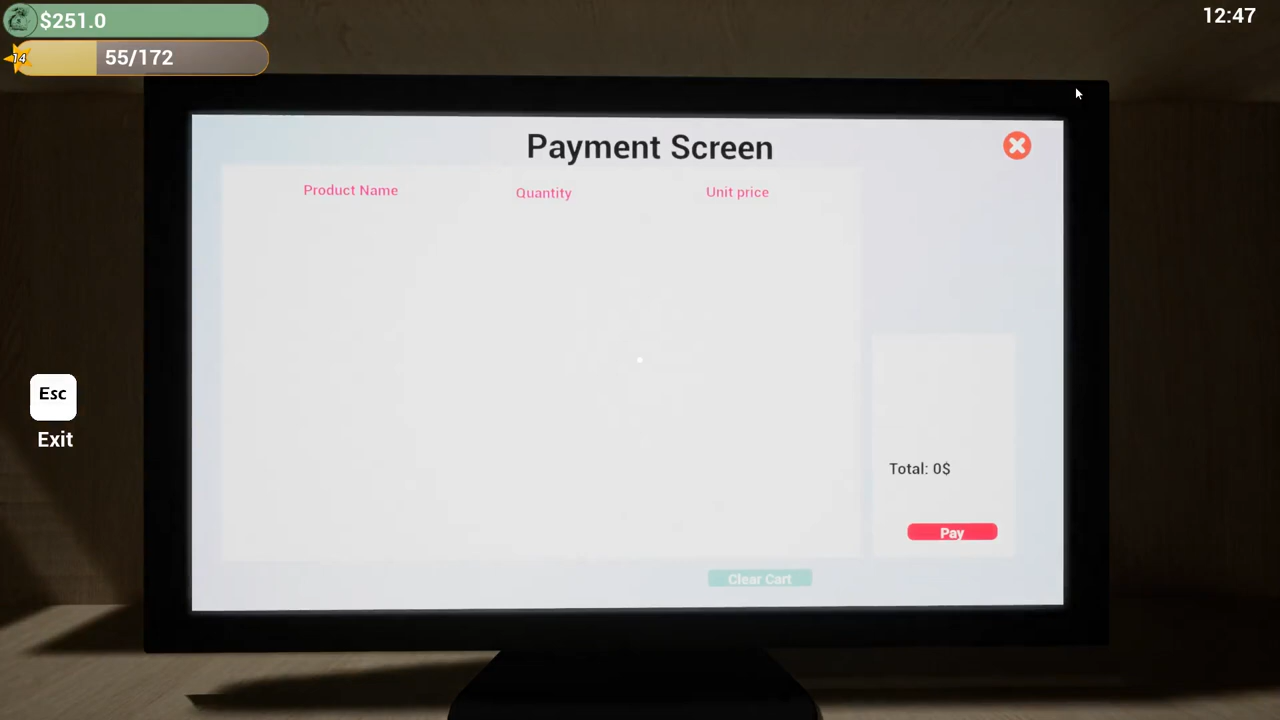 $251.0
12:47
14
55/172
Payment Screen
Product Name
Quantity
Unit price
Esc
Exit
Total: 0$
Pay
Clear Cart